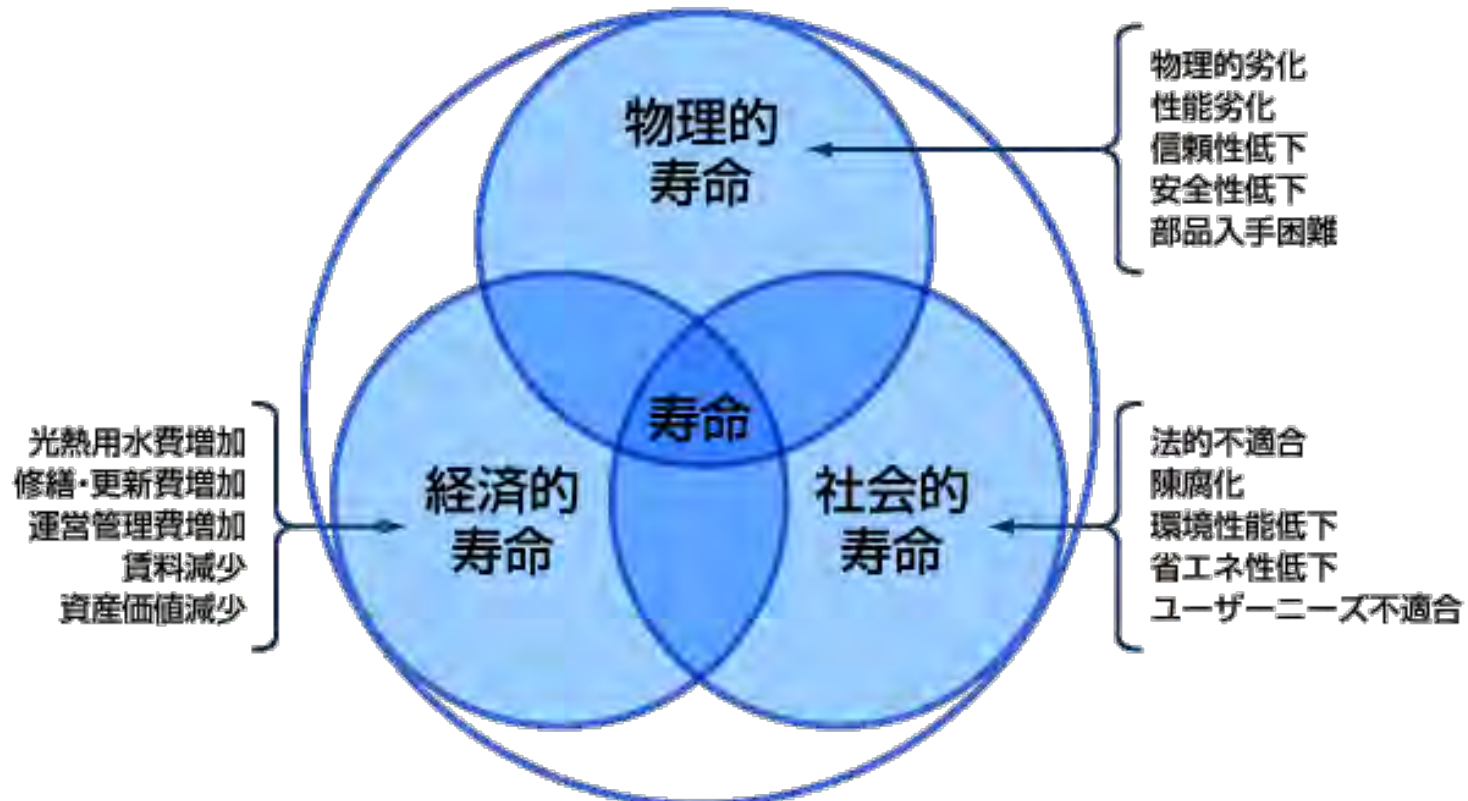 物理的
寿命
物理的劣化
性能劣化
信頼性低下
安全性低下
部品入手困難
寿命
光熱用水費増加
修繕・更新費増加
運営管理費増加
賃料減少
資産価値減少
経済的
寿命
社会的
寿命
法的不適合
陳腐化
環境性能低下
省エネ性低下
ユーザーニーズ不適合